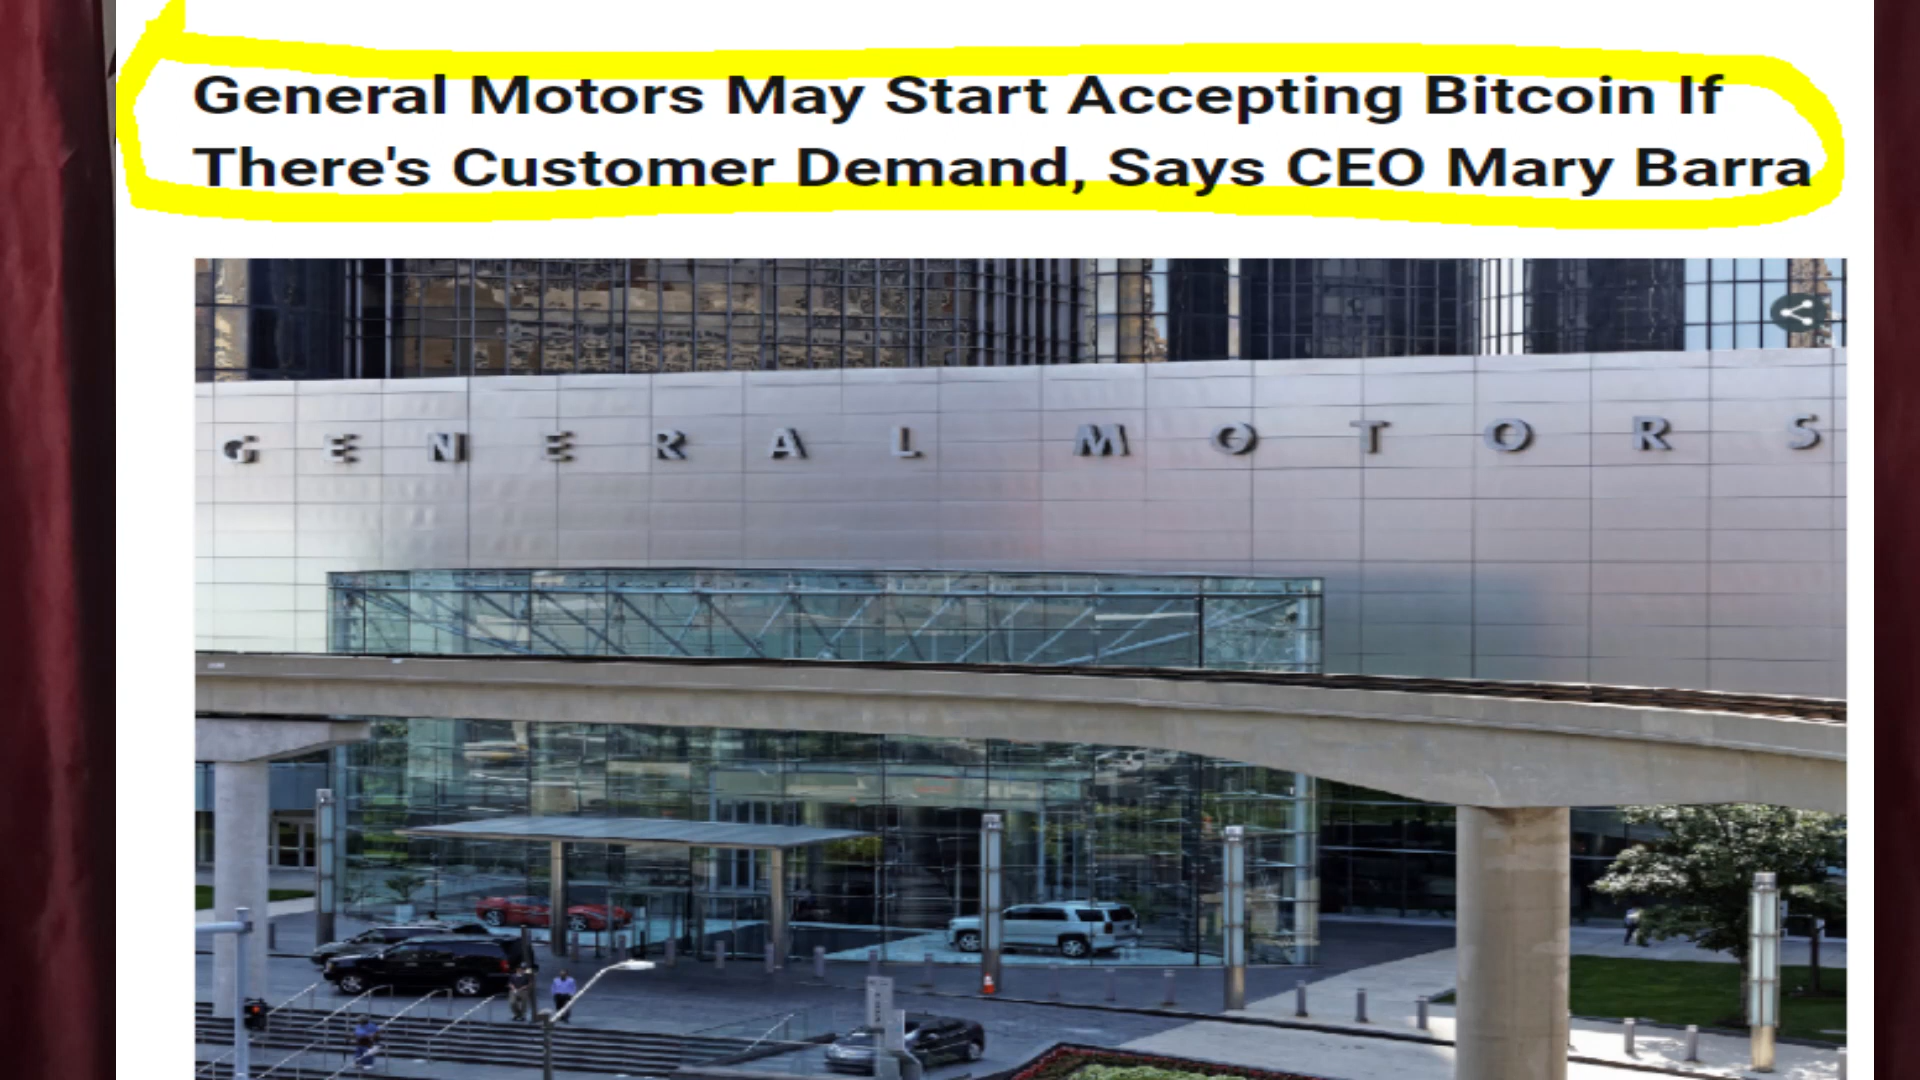 General Motors May Start Accepting Bitcoin If
There's Customer Demand, Says CEO Mary Barra
GENERAL MOTORS